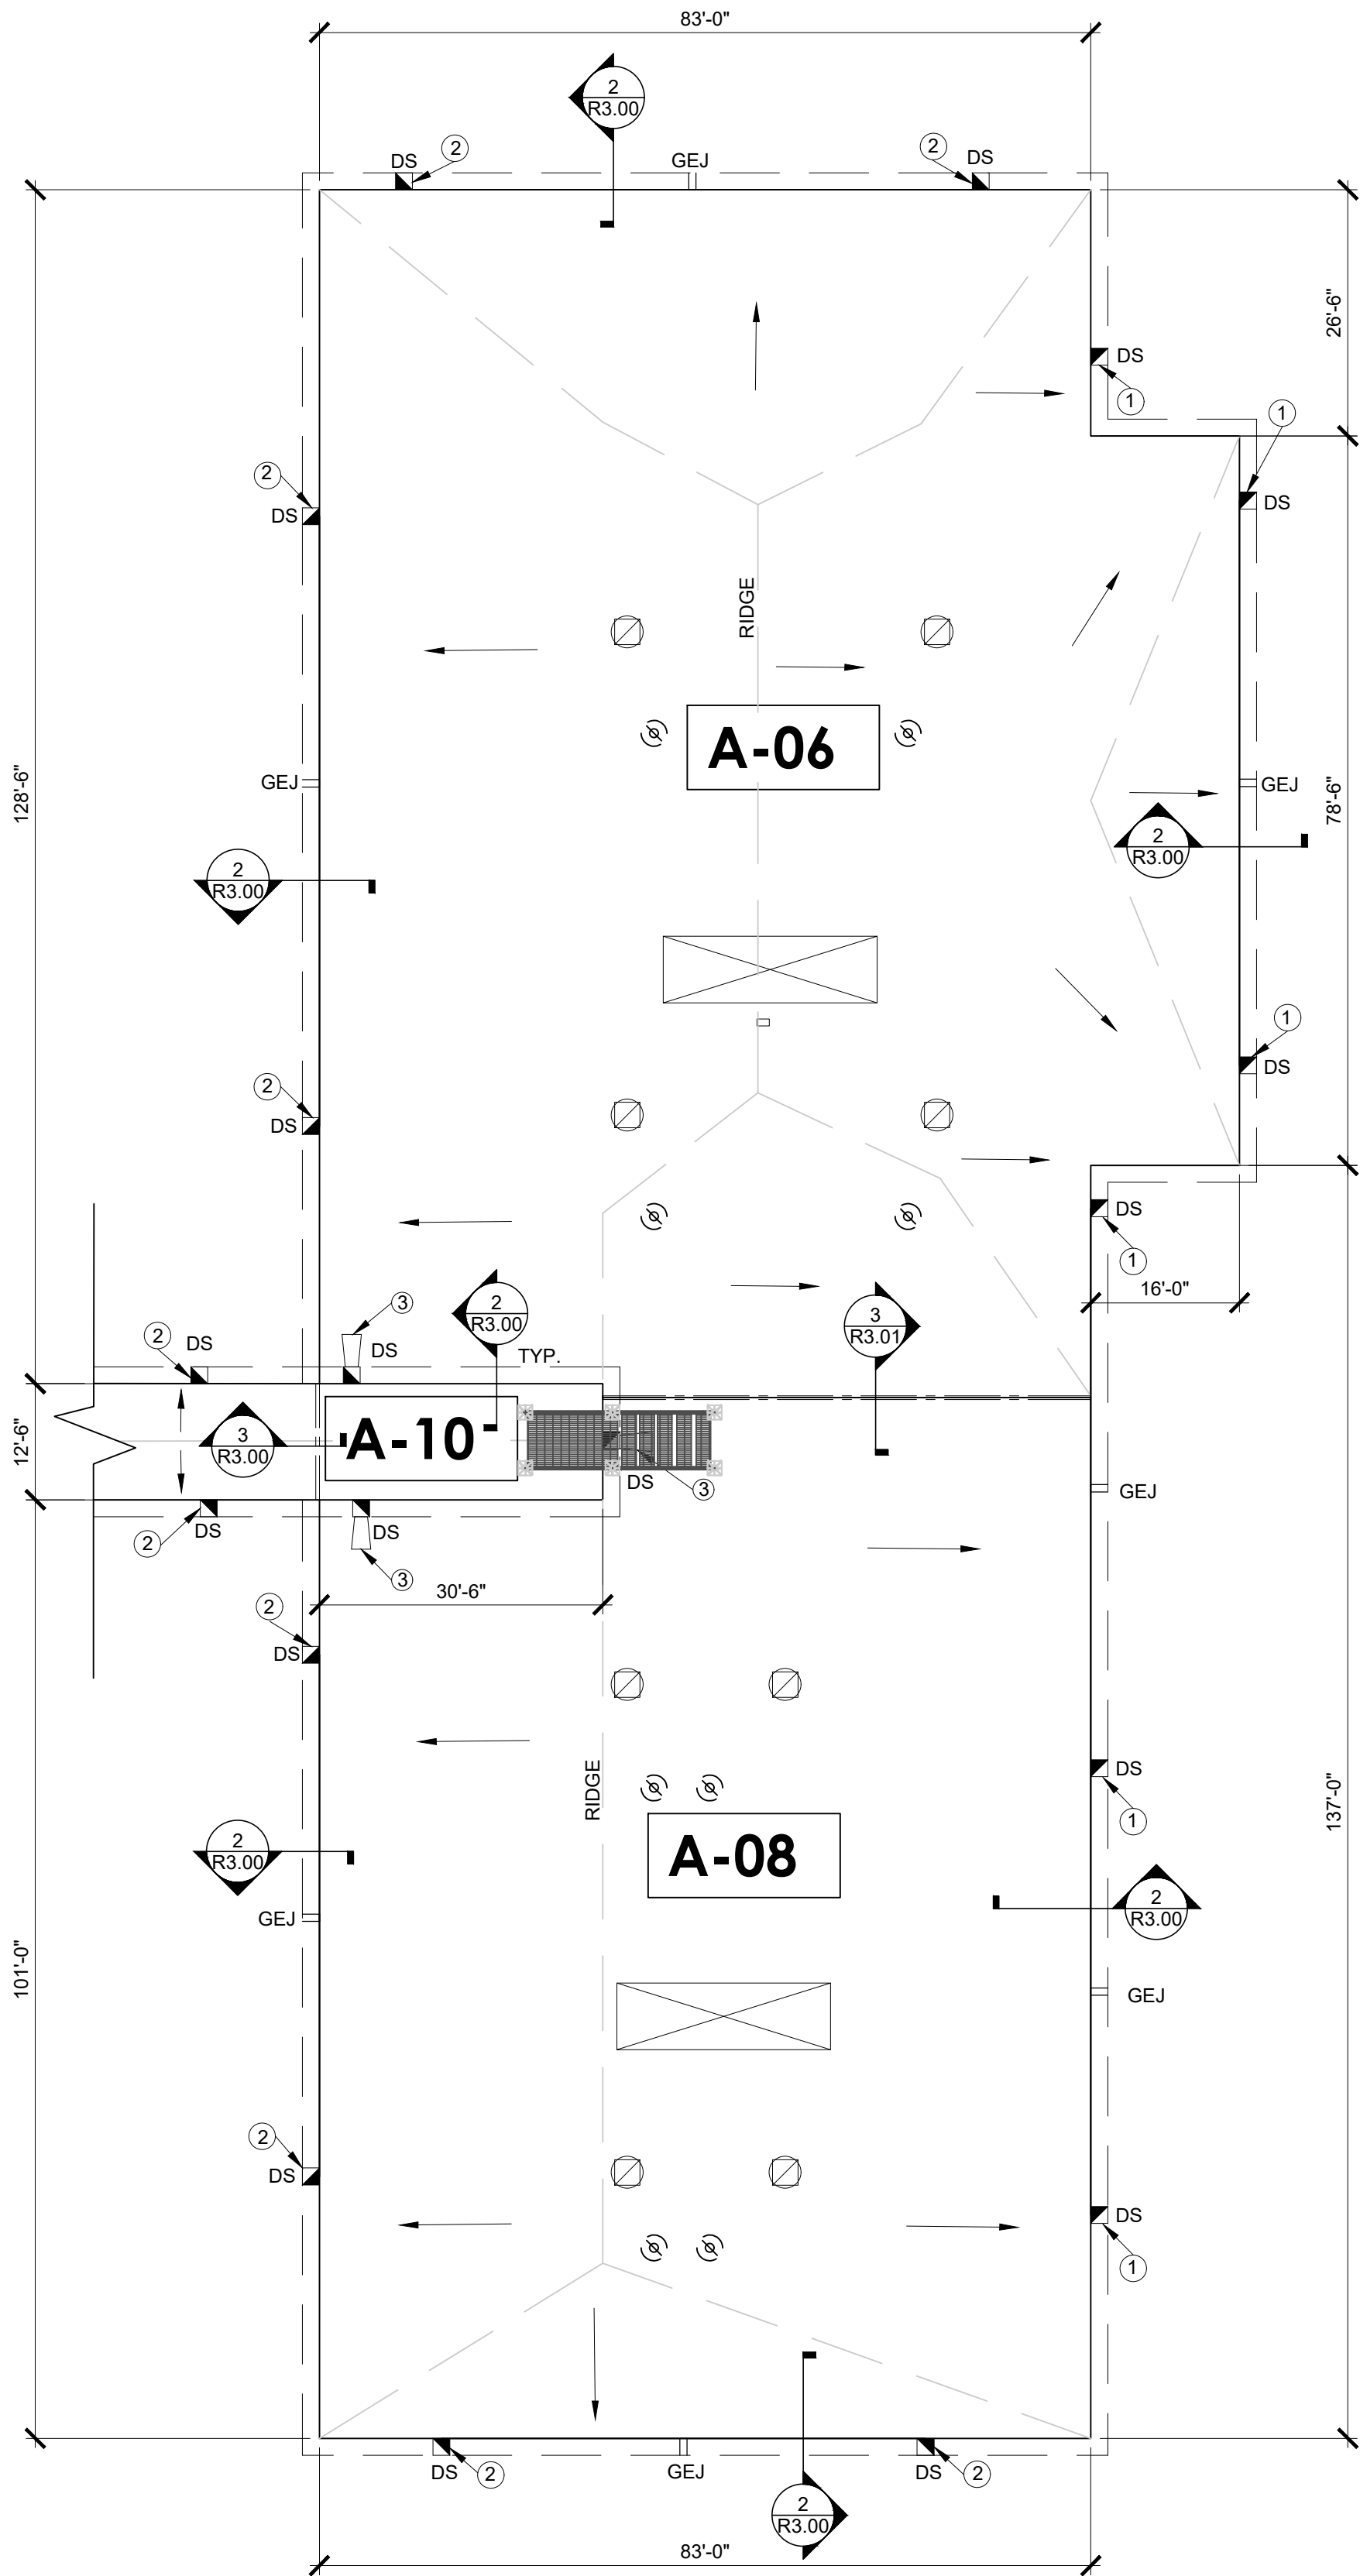 83'-0"
2
R3.00
DS
2
GEJ
2
DS
26'-6"
DS
1
1
DS
2
DS
RIDGE
A-06
128'-6"
GEJ
GEJ
78'-6"
2
R3.00
2
R3.00
1
DS
2
DS
DS
1
16'-0"
3
2
R3.00
3
R3.01
2
DS
DS
TYP.
12'-6"
3
R3.00
A-10
DS
3
GEJ
2
DS
DS
3
30'-6"
2
DS
RIDGE
DS
1
137'-0"
A-08
2
R3.00
2
R3.00
GEJ
101'-0"
GEJ
2
DS
DS
1
DS
2
GEJ
DS
2
2
R3.00
83'-0"